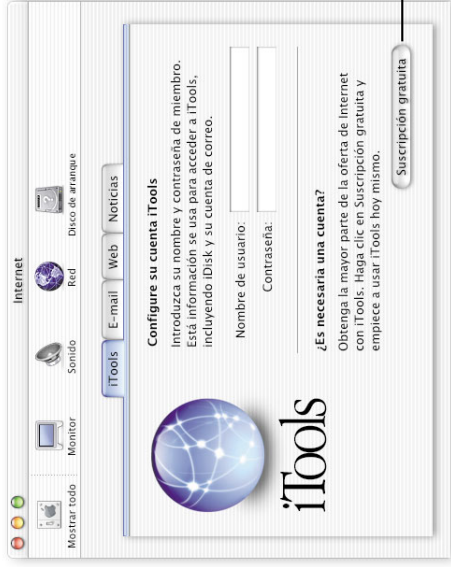 Internet
Mostrar todo
Monitor
Sonido
Red
Disco de arranque
iTools
E-mail
Web
Noticias
Configure su cuenta iTools
Introduzca su nombre y contraseña de miembro.
Está información se usa para acceder a iTools,
incluyendo iDisk y su cuenta de correo.
Nombre de usuario:
Contraseña:
iTools
¿Es necesaria una cuenta?
Obtenga la mayor parte de la oferta de Internet
con iTools. Haga clic en Suscripción gratuita y
empiece a usar iTools hoy mismo.
Suscripción gratuita